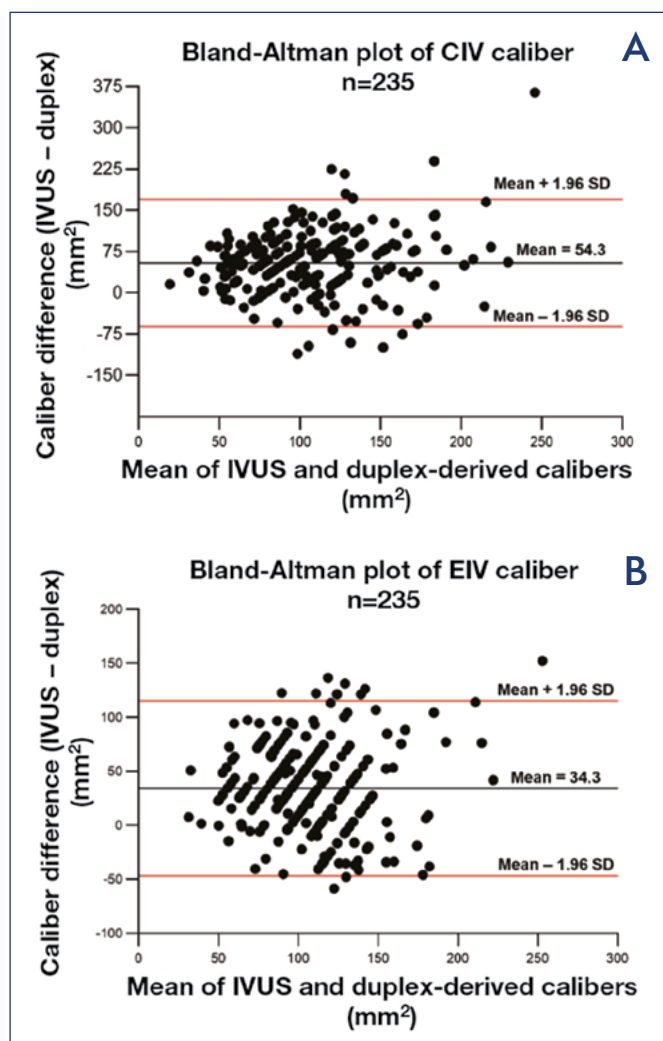 A
Bland-Altman plot of CIV caliber
n=235
Caliber difference (IVUS – duplex)
(mm²)
375
300
225
150
75
0
-75
-150
Mean + 1.96 SD
Mean = 54.3
Mean – 1.96 SD
0 50 100 150 200 250 300
Mean of IVUS and duplex-derived calibers
(mm²)
B
Bland-Altman plot of EIV caliber
n=235
Caliber difference (IVUS – duplex)
(mm²)
200
150
100
50
0
-50
-100
Mean + 1.96 SD
Mean = 34.3
Mean – 1.96 SD
0 50 100 150 200 250 300
Mean of IVUS and duplex-derived calibers
(mm²)